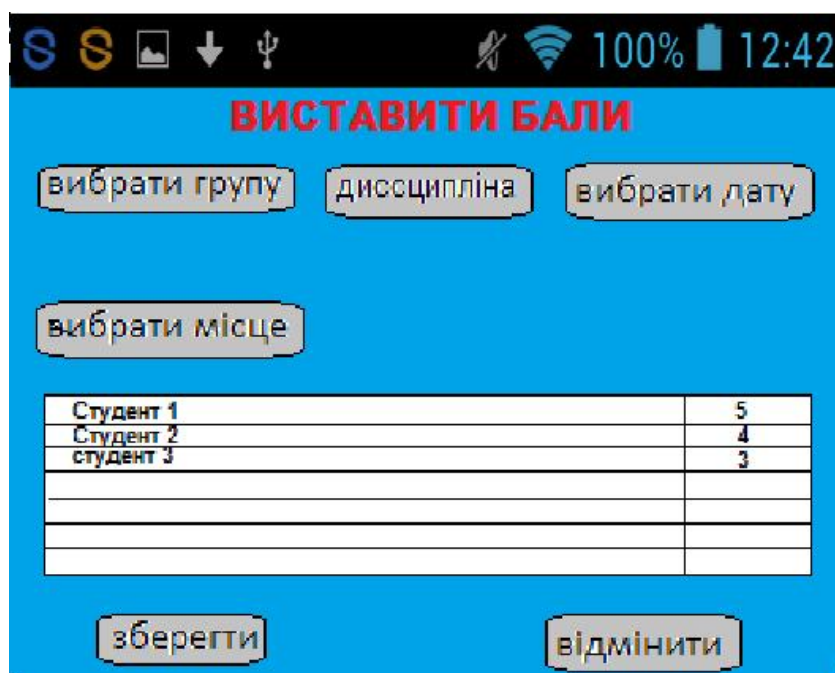 100% 12:42
ВИСТАВИТИ БАЛИ
вибрати групу диссципліна вибрати дату
вибрати місце
Студент 1 5
Студент 2 4
студент 3 3
зберегти відмінити